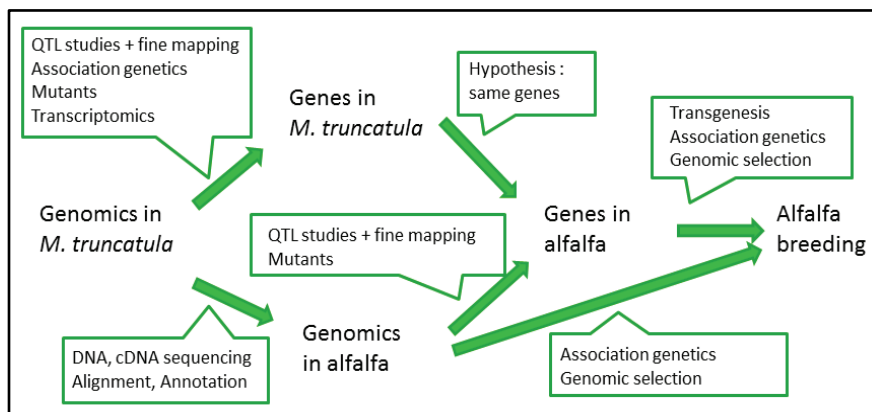 QTL studies + fine mapping
Association genetics
Mutants
Transcriptomics
Genes in
M. truncatula
Hypothesis :
same genes
Transgenesis
Association genetics
Genomic selection
Genomics in
M. truncatula
QTL studies + fine mapping
Mutants
Genes in
alfalfa
Alfalfa
breeding
DNA, cDNA sequencing
Alignment, Annotation
Genomics
in alfalfa
Association genetics
Genomic selection